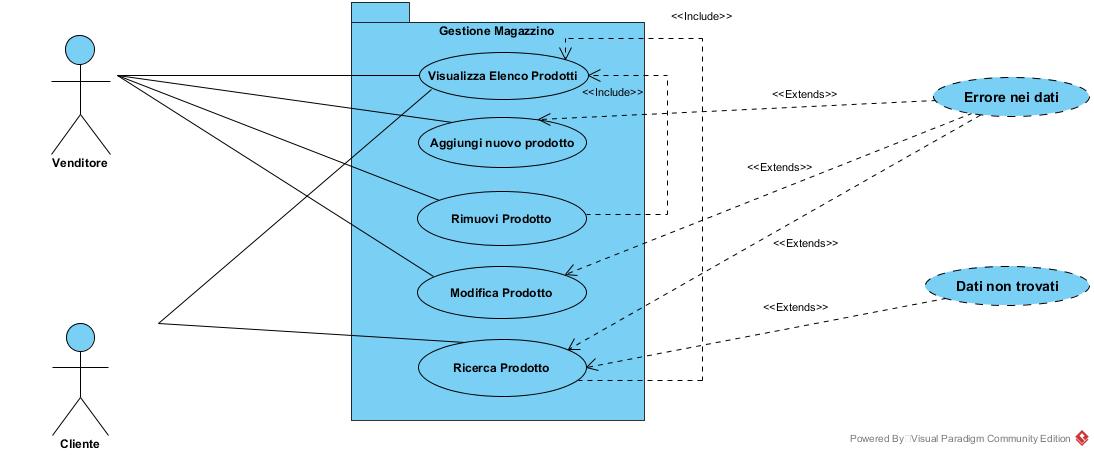 <<Include>>
Gestione Magazzino
Visualizza Elenco Prodotti
<<Include>>
<<Extends>>
Errore nei dati
Aggiungi nuovo prodotto
Venditore
<<Extends>>
Rimuovi Prodotto
<<Extends>>
Modifica Prodotto
Dati non trovati
<<Extends>>
Ricerca Prodotto
Cliente
Powered By Visual Paradigm Community Edition